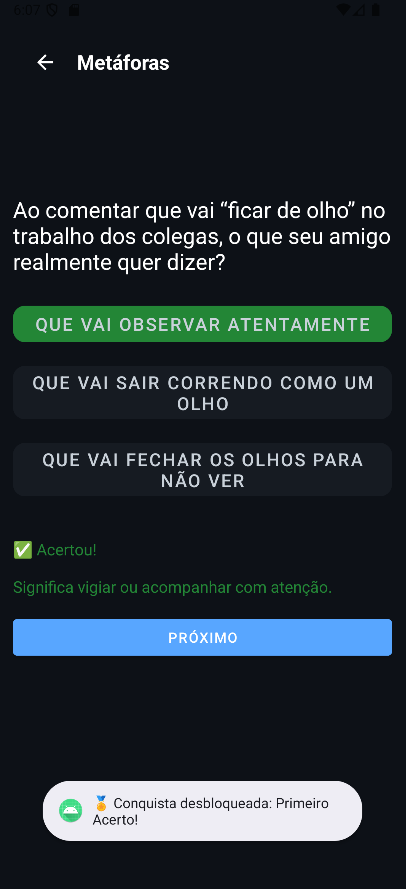 6:07
Metáforas
Ao comentar que vai “ficar de olho” no
trabalho dos colegas, o que seu amigo
realmente quer dizer?
QUE VAI OBSERVAR ATENTAMENTE
QUE VAI SAIR CORRENDO COMO UM
OLHO
QUE VAI FECHAR OS OLHOS PARA
NÃO VER
✅ Acertou!
Significa vigiar ou acompanhar com atenção.
PRÓXIMO
🏅 Conquista desbloqueada: Primeiro
Acerto!